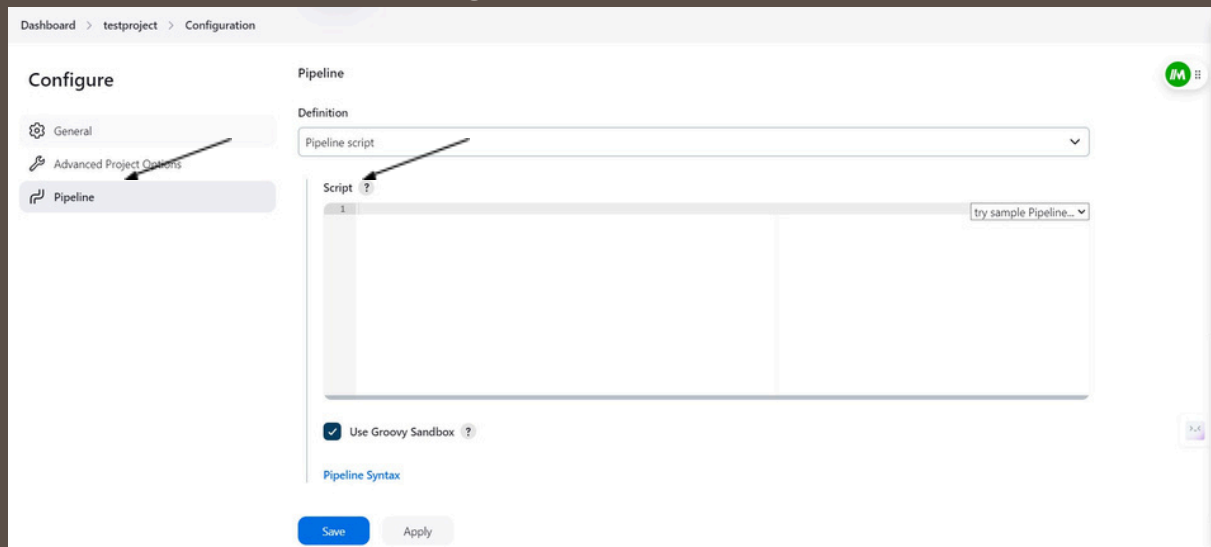 Dashboard > testproject > Configuration
Configure
General
Advanced Project Options
Pipeline
Pipeline
Definition
Pipeline script
Script ?
1
try sample Pipeline...
Use Groovy Sandbox ?
Pipeline Syntax
Save Apply